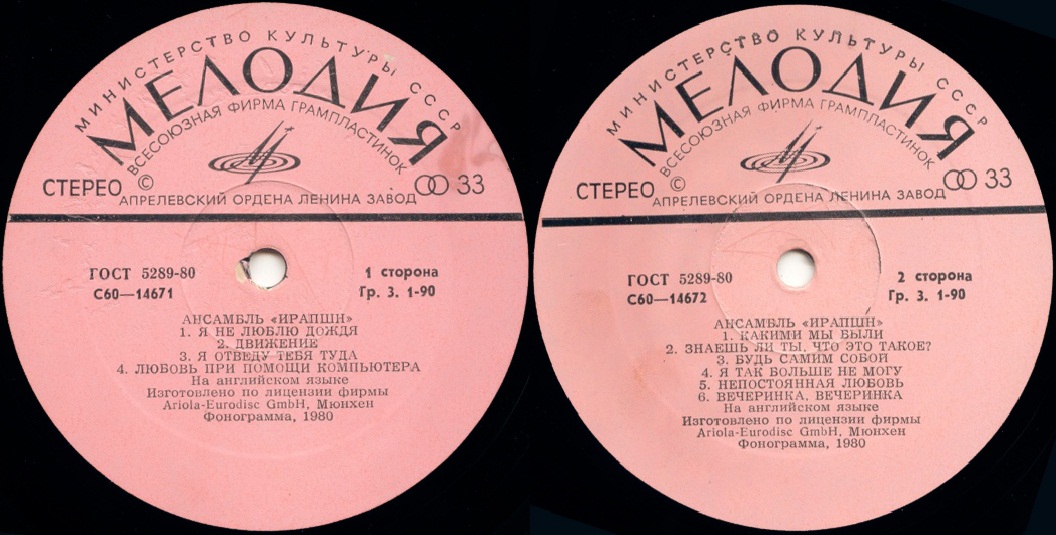 МИНИСТЕРСТВО КУЛЬТУРЫ СССР
МЕЛОДИЯ
ВСЕСОЮЗНАЯ ФИРМА ГРАМПЛАСТИНОК
СТЕРЕО © 33
АПРЕЛЕВСКИЙ ОРДЕНА ЛЕНИНА ЗАВОД
ГОСТ 5289-80 1 сторона
С60—14671 Гр. 3. 1-90
АНСАМБЛЬ «ИРАПШН»
1. Я НЕ ЛЮБЛЮ ДОЖДЯ
2. ДВИЖЕНИЕ
3. Я ОТВЕДУ ТЕБЯ ТУДА
4. ЛЮБОВЬ ПРИ ПОМОЩИ КОМПЬЮТЕРА
На английском языке
Изготовлено по лицензии фирмы
Ariola-Eurodisc GmbH, Мюнхен
Фонограмма, 1980
МИНИСТЕРСТВО КУЛЬТУРЫ СССР
МЕЛОДИЯ
ВСЕСОЮЗНАЯ ФИРМА ГРАМПЛАСТИНОК
СТЕРЕО © 33
АПРЕЛЕВСКИЙ ОРДЕНА ЛЕНИНА ЗАВОД
ГОСТ 5289-80 2 сторона
С60—14672 Гр. 3. 1-90
АНСАМБЛЬ «ИРАПШН»
1. КАКИМИ МЫ БЫЛИ
2. ЗНАЕШЬ ЛИ ТЫ, ЧТО ЭТО ТАКОЕ?
3. БУДЬ САМИМ СОБОЙ
4. Я ТАК БОЛЬШЕ НЕ МОГУ
5. НЕПОСТОЯННАЯ ЛЮБОВЬ
6. ВЕЧЕРИНКА, ВЕЧЕРИНКА
На английском языке
Изготовлено по лицензии фирмы
Ariola-Eurodisc GmbH, Мюнхен
Фонограмма, 1980